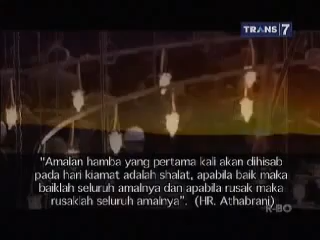 TRANS 7
"Amalan hamba yang pertama kali akan dihisab
pada hari kiamat adalah shalat, apabila baik maka
baiklah seluruh amalnya dan apabila rusak maka
rusaklah seluruh amalnya". (HR. Athabrani)
R-BO